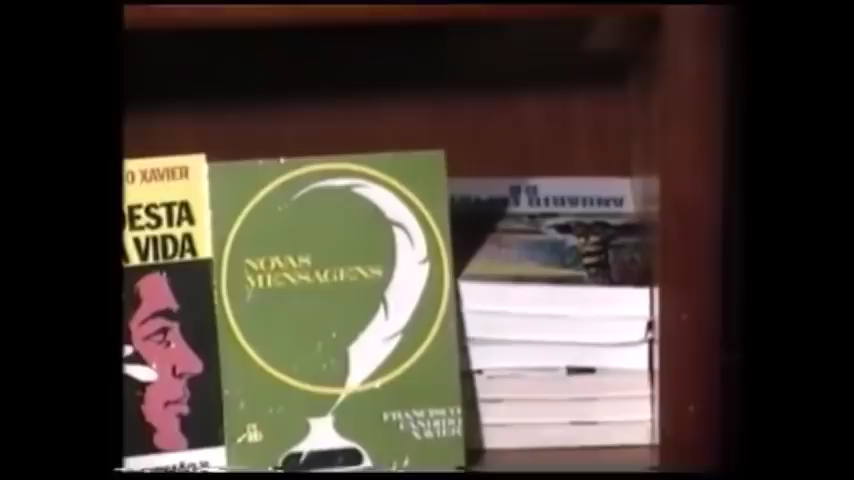 O XAVIER
DESTA
A VIDA
NOVAS
MENSAGENS
FRANCISCO
CANDIDO
XAVIER